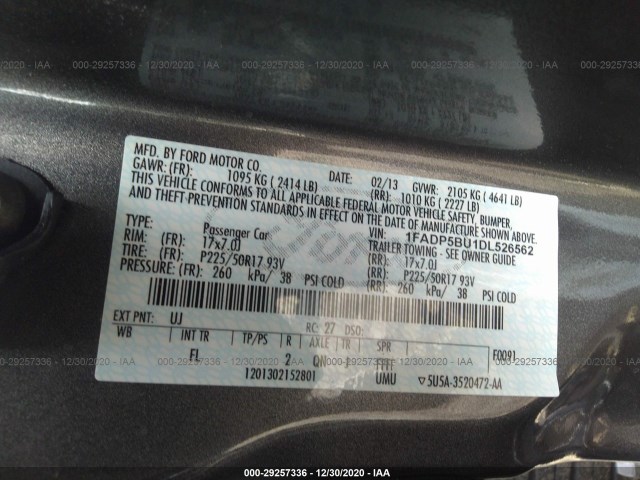 000-29257336 - 12/30/2020 - IAA
MFD. BY FORD MOTOR CO.
DATE: 02/13 GVWR: 2105 KG ( 4641 LB)
GAWR: (FR): 1095 KG ( 2414 LB) (RR): 1010 KG ( 2227 LB)
THIS VEHICLE CONFORMS TO ALL APPLICABLE FEDERAL MOTOR VEHICLE SAFETY, BUMPER,
AND THEFT PREVENTION STANDARDS IN EFFECT ON THE DATE OF MANUFACTURE SHOWN ABOVE.
VIN: 1FADP5BU1DL526562
TYPE: Passenger Car TRAILER TOWING - SEE OWNER GUIDE
RIM: (FR): 17x7.0J (RR): 17x7.0J
TIRE: (FR): P225/50R17 93V (RR): P225/50R17 93V
PRESSURE: (FR): 260 kPa/ 38 PSI COLD (RR): 260 kPa/ 38 PSI COLD
EXT PNT: UJ RC: 27 DSO: F0091
WB INT TR TP/PS R AXLE TR SPR
FL 2 QN
1201302152801 UMU ▽5U5A-3520472-AA
000-29257336 - 12/30/2020 - IAA